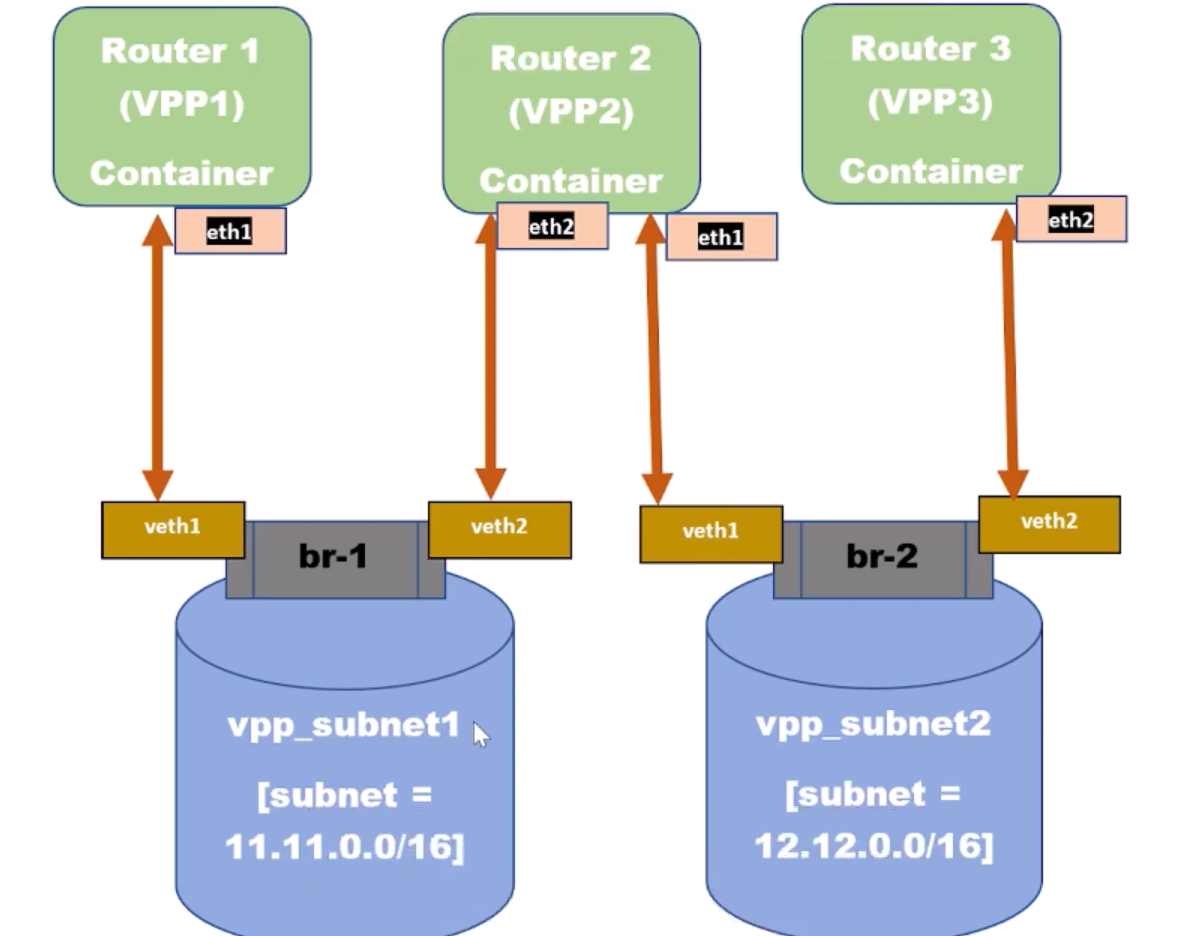 Router 1
(VPP1)
Container
eth1
Router 2
(VPP2)
Container
eth2
eth1
Router 3
(VPP3)
Container
eth2
veth1
br-1
veth2
veth1
br-2
veth2
vpp_subnet1
[subnet =
11.11.0.0/16]
vpp_subnet2
[subnet =
12.12.0.0/16]